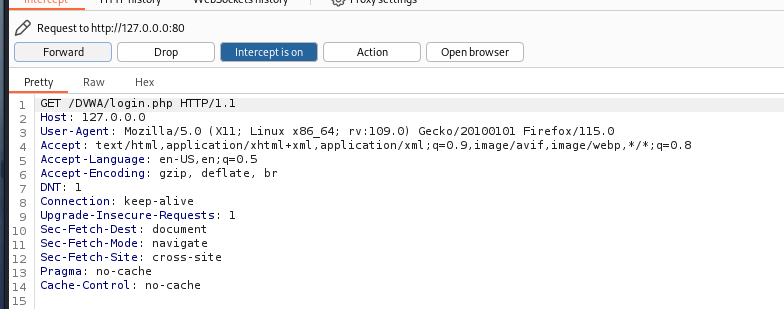 Intercept HTTP history WebSockets history Proxy settings
Request to http://127.0.0.0:80
Forward Drop Intercept is on Action Open browser
Pretty Raw Hex
1 GET /DVWA/login.php HTTP/1.1
2 Host: 127.0.0.0
3 User-Agent: Mozilla/5.0 (X11; Linux x86_64; rv:109.0) Gecko/20100101 Firefox/115.0
4 Accept: text/html,application/xhtml+xml,application/xml;q=0.9,image/avif,image/webp,*/*;q=0.8
5 Accept-Language: en-US,en;q=0.5
6 Accept-Encoding: gzip, deflate, br
7 DNT: 1
8 Connection: keep-alive
9 Upgrade-Insecure-Requests: 1
10 Sec-Fetch-Dest: document
11 Sec-Fetch-Mode: navigate
12 Sec-Fetch-Site: cross-site
13 Pragma: no-cache
14 Cache-Control: no-cache
15